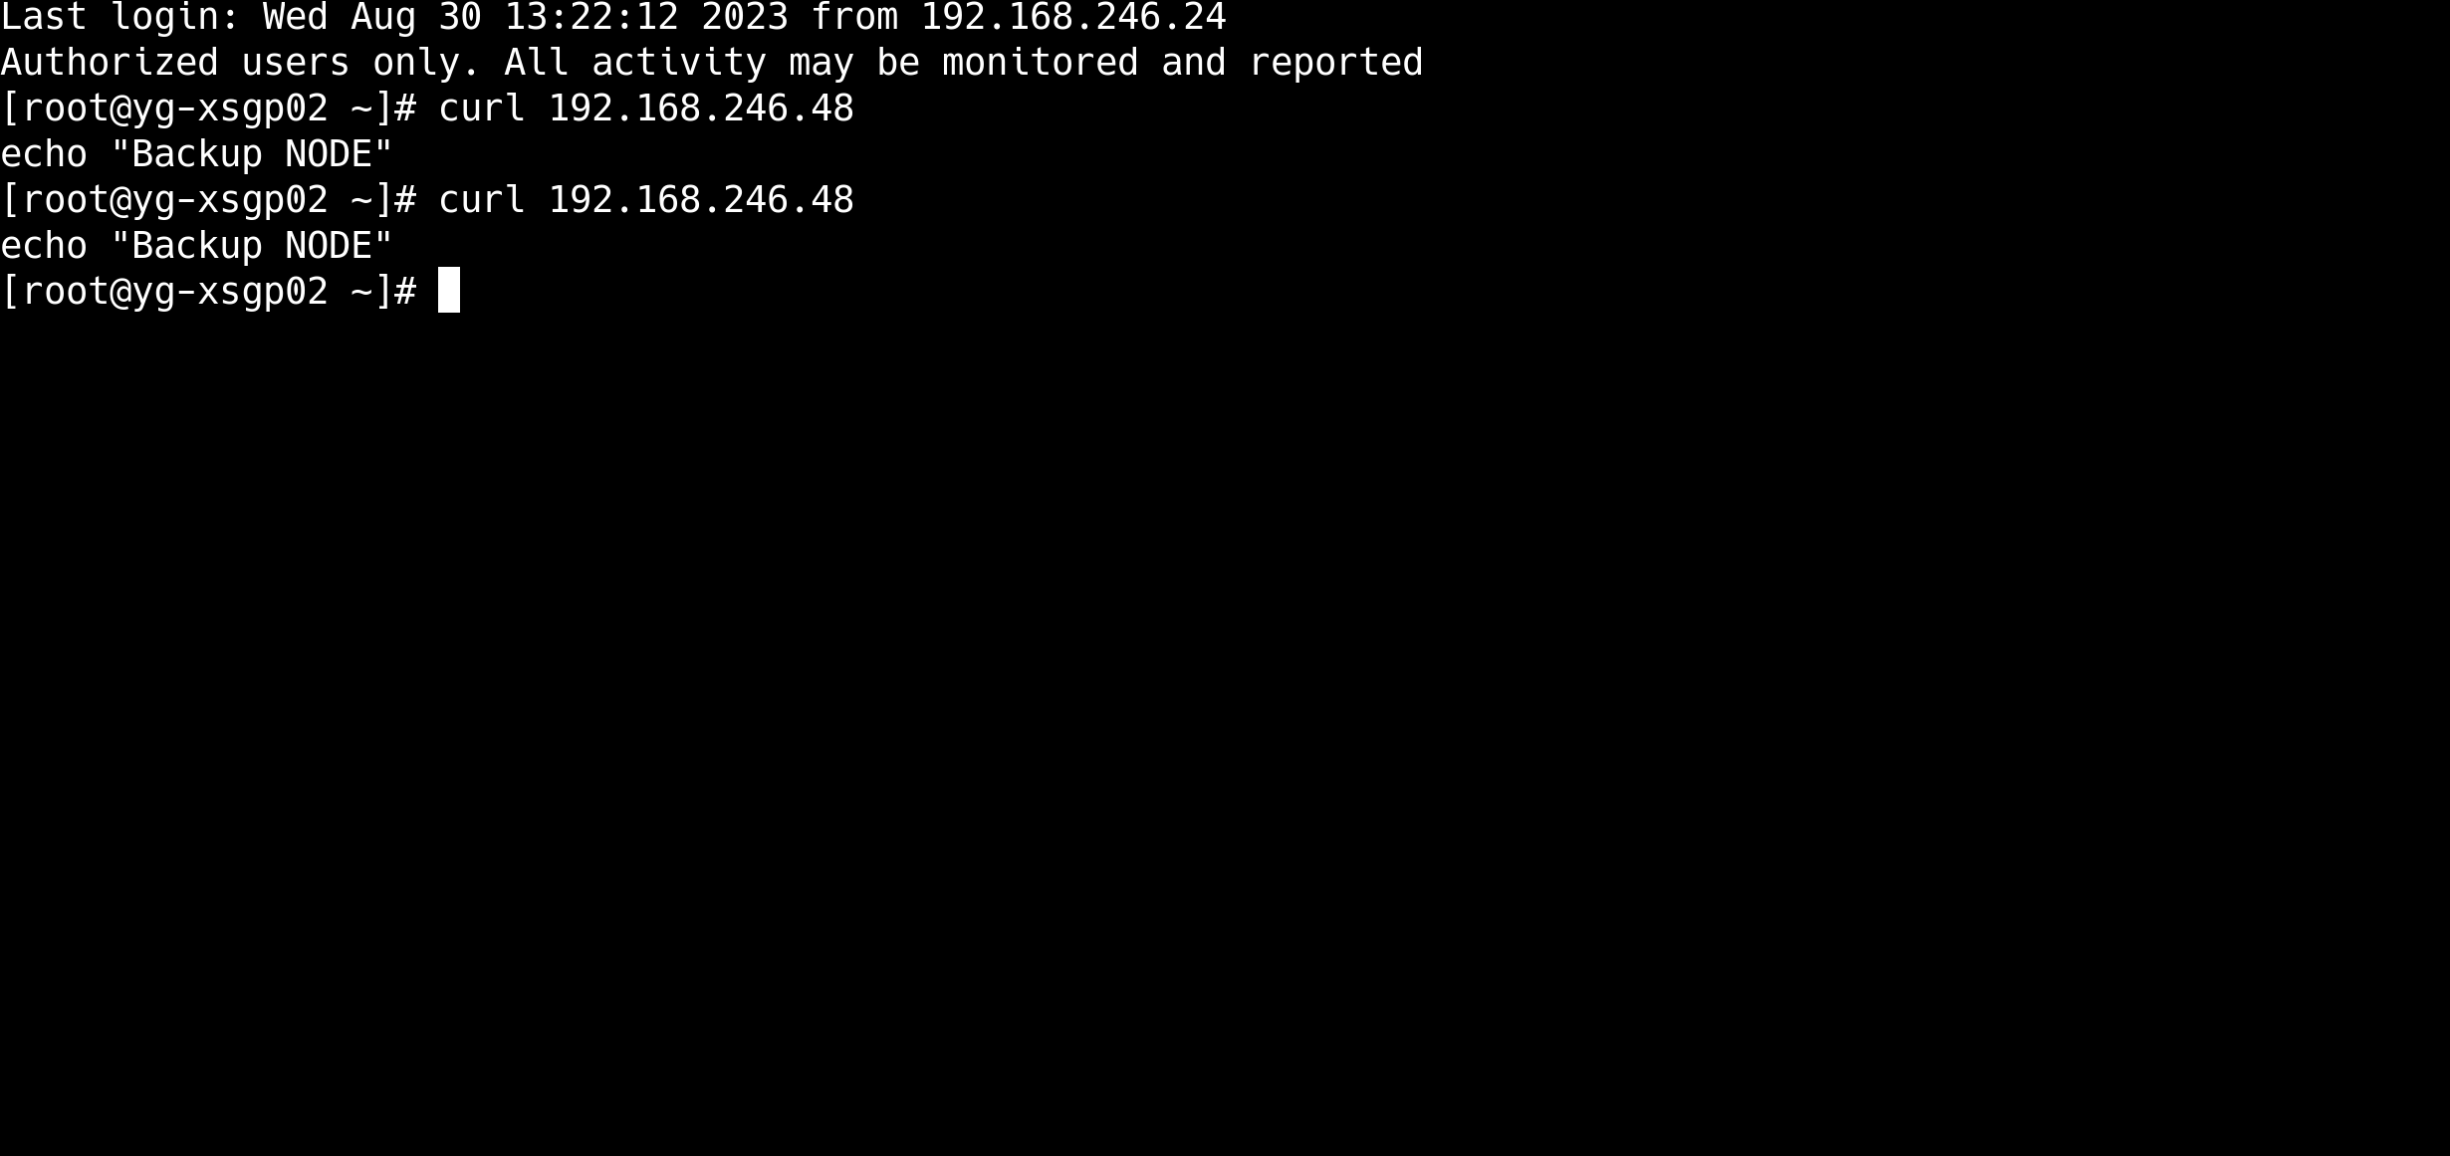 Last login: Wed Aug 30 13:22:12 2023 from 192.168.246.24
Authorized users only. All activity may be monitored and reported
[root@yg-xsgp02 ~]# curl 192.168.246.48
echo "Backup NODE"
[root@yg-xsgp02 ~]# curl 192.168.246.48
echo "Backup NODE"
[root@yg-xsgp02 ~]#